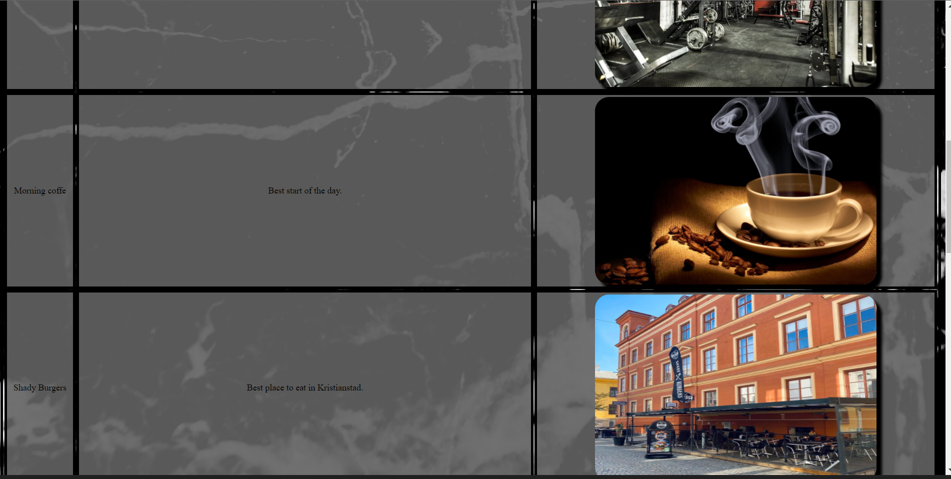 Morning coffe
Best start of the day.
Shady Burgers
Best place to eat in Kristianstad.